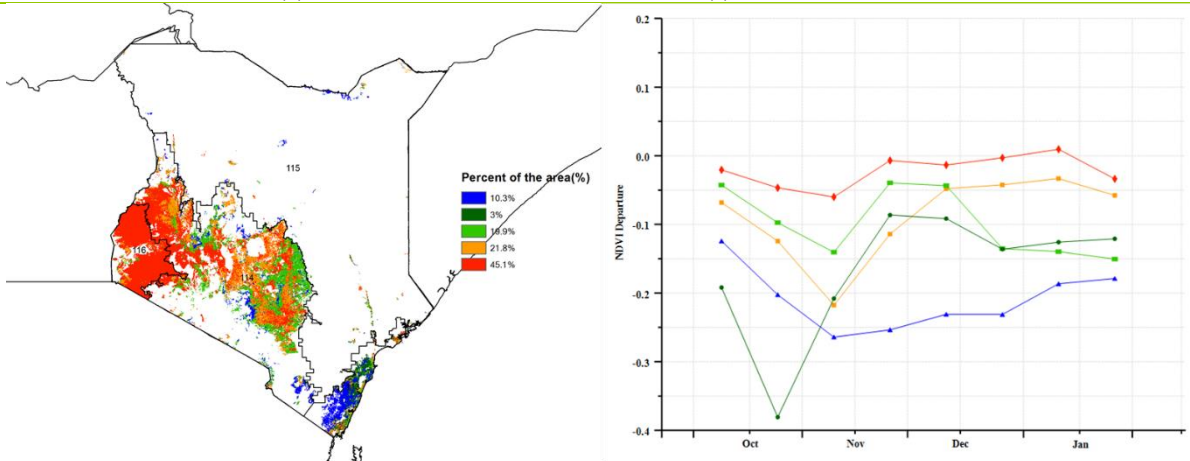 115
116
114
Percent of the area(%)
10.3%
3%
19.9%
21.8%
45.1%
0.2
0.1
0.0
-0.1
-0.2
-0.3
-0.4
NDVI Departure
Oct
Nov
Dec
Jan